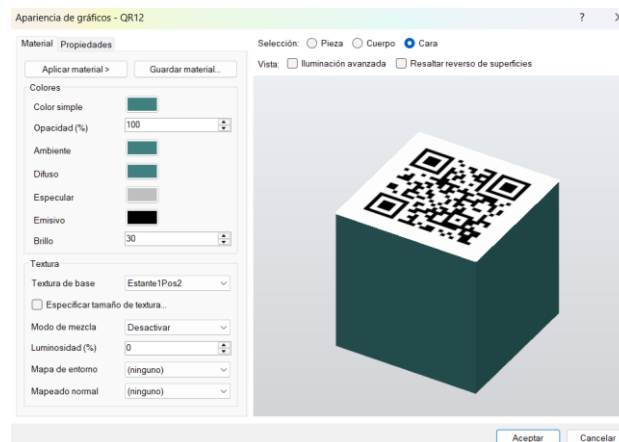 Apariencia de gráficos - QR12
Material Propiedades
Aplicar material >
Guardar material...
Colores
Color simple
Opacidad (%) 100
Ambiente
Difuso
Especular
Emisivo
Brillo 30
Textura
Textura de base Estante1Pos2
Especificar tamaño de textura...
Modo de mezcla Desactivar
Luminosidad (%) 0
Mapa de entorno (ninguno)
Mapeado normal (ninguno)
Selección: Pieza Cuerpo Cara
Vista: Iluminación avanzada Resaltar reverso de superficies
Aceptar Cancelar